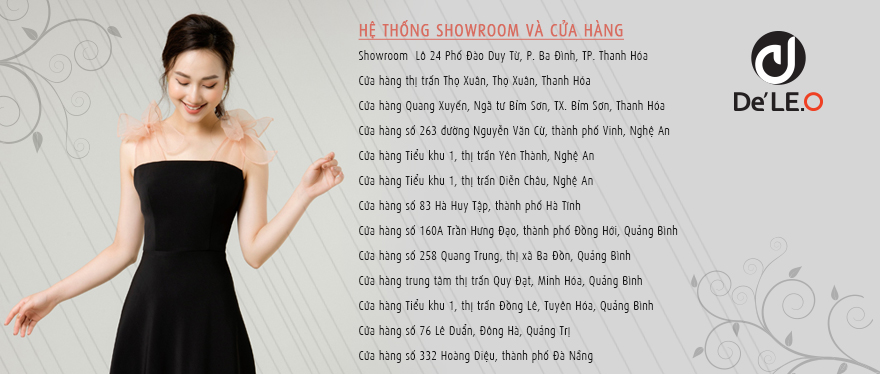 HỆ THỐNG SHOWROOM VÀ CỬA HÀNG
Showroom Lô 24 Phố Đào Duy Từ, P. Ba Đình, TP. Thanh Hóa
Cửa hàng thị trấn Thọ Xuân, Thọ Xuân, Thanh Hóa
Cửa hàng Quang Xuyến, Ngã tư Bỉm Sơn, TX. Bỉm Sơn, Thanh Hóa
Cửa hàng số 263 đường Nguyễn Văn Cừ, thành phố Vinh, Nghệ An
Cửa hàng Tiểu khu 1, thị trấn Yên Thành, Nghệ An
Cửa hàng Tiểu khu 1, thị trấn Diễn Châu, Nghệ An
Cửa hàng số 83 Hà Huy Tập, thành phố Hà Tĩnh
Cửa hàng số 160A Trần Hưng Đạo, thành phố Đồng Hới, Quảng Bình
Cửa hàng số 258 Quang Trung, thị xã Ba Đồn, Quảng Bình
Cửa hàng trung tâm thị trấn Quy Đạt, Minh Hóa, Quảng Bình
Cửa hàng Tiểu khu 1, thị trấn Đồng Lê, Tuyên Hóa, Quảng Bình
Cửa hàng số 76 Lê Duẩn, Đông Hà, Quảng Trị
Cửa hàng số 332 Hoàng Diệu, thành phố Đà Nẵng
De'LE.O